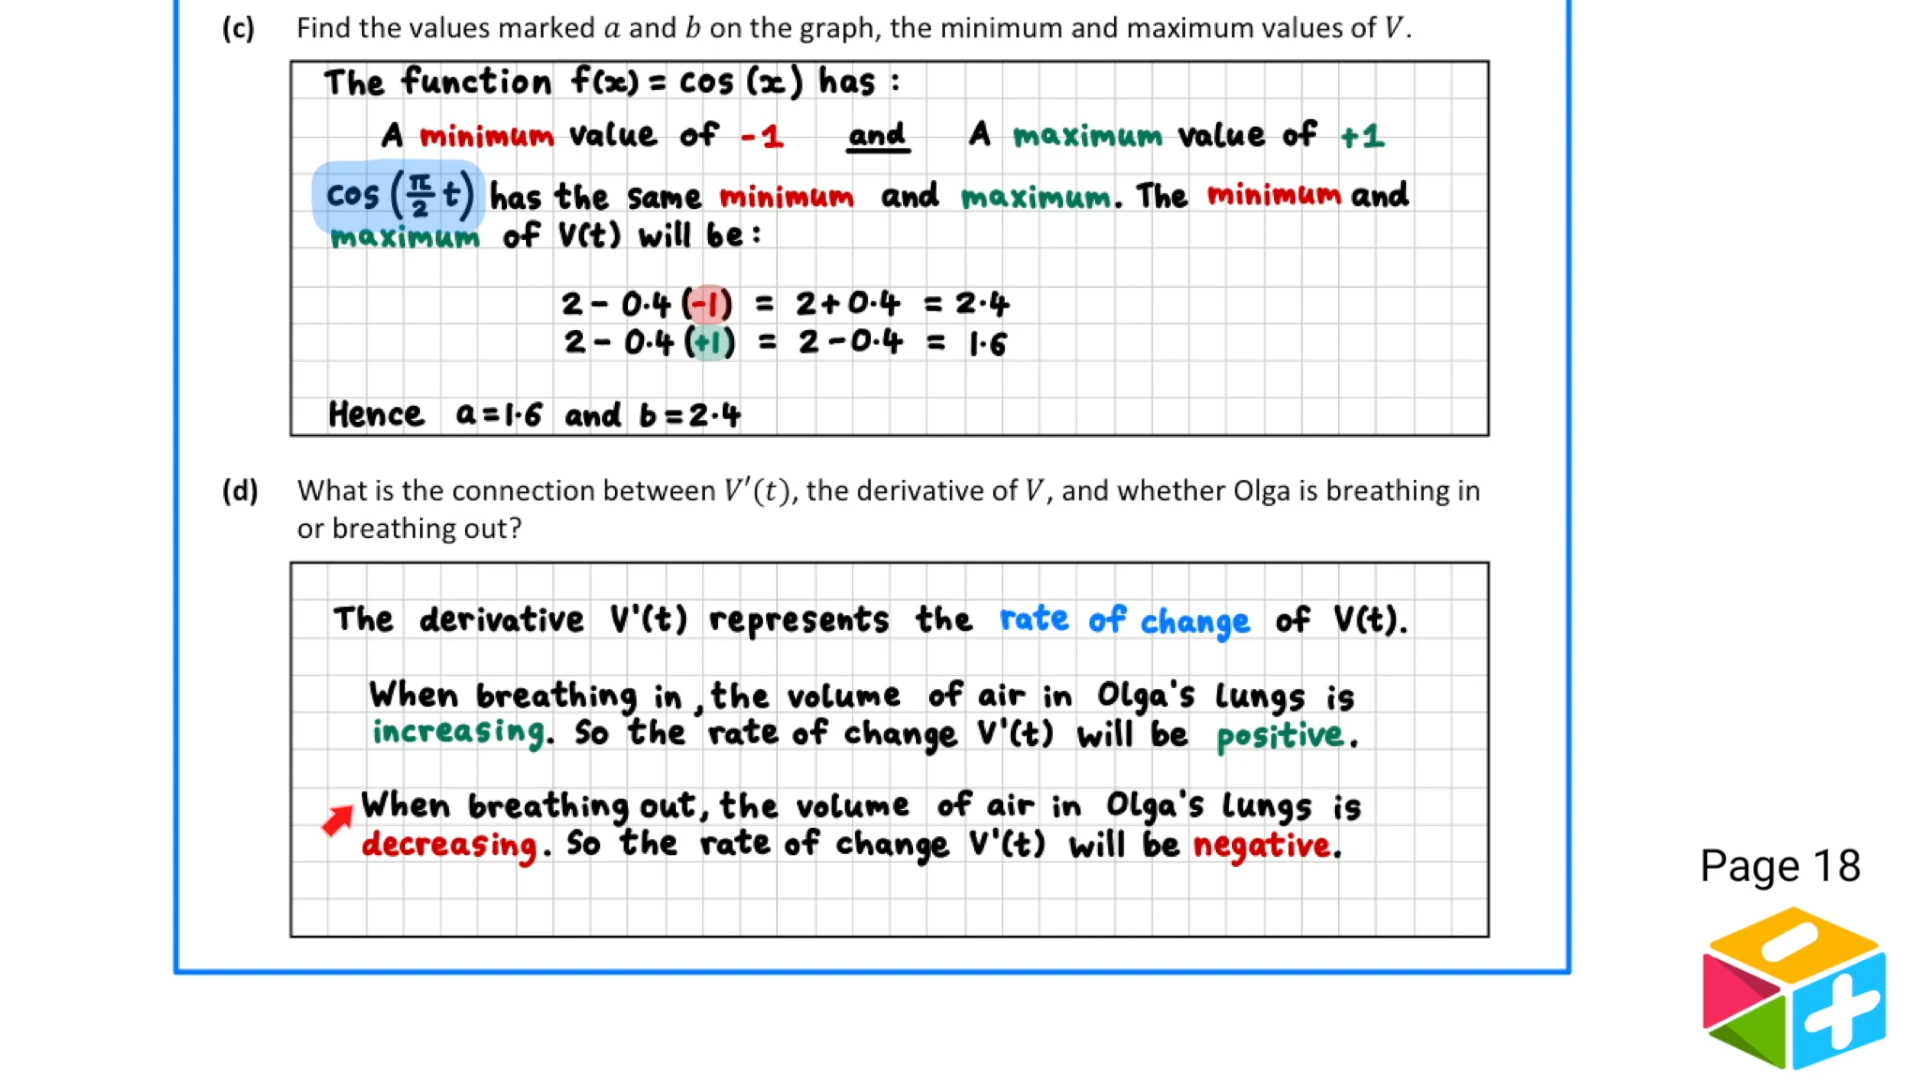 (c) Find the values marked a and b on the graph, the minimum and maximum values of V.
The function f(x) = cos (x) has :
A minimum value of -1 and A maximum value of +1
cos (π/2 t) has the same minimum and maximum. The minimum and
maximum of V(t) will be:
2 - 0.4 (-1) = 2+0.4 = 2.4
2 - 0.4 (+1) = 2-0.4 = 1.6
Hence a=1.6 and b=2.4
(d) What is the connection between V′(t), the derivative of V, and whether Olga is breathing in
or breathing out?
The derivative V'(t) represents the rate of change of V(t).
When breathing in, the volume of air in Olga's lungs is
increasing. So the rate of change V'(t) will be positive.
When breathing out, the volume of air in Olga's lungs is
decreasing. So the rate of change V'(t) will be negative.
Page 18